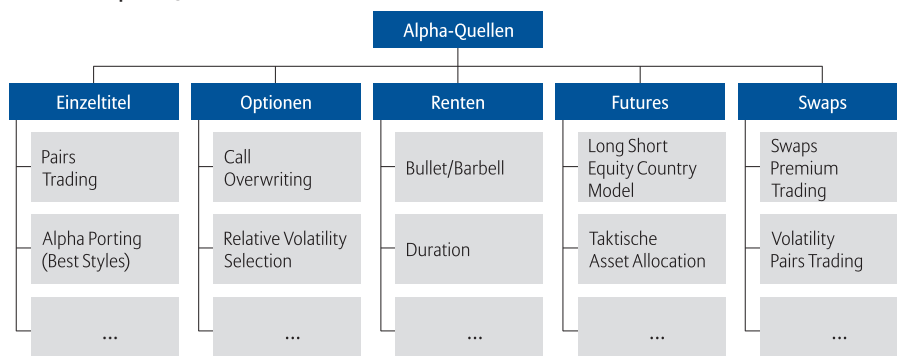 Alpha-Quellen
Einzeltitel
Pairs
Trading
Alpha Porting
(Best Styles)
...
Optionen
Call
Overwriting
Relative Volatility
Selection
...
Renten
Bullet/Barbell
Duration
...
Futures
Long Short
Equity Country
Model
Taktische
Asset Allocation
...
Swaps
Swaps
Premium
Trading
Volatility
Pairs Trading
...